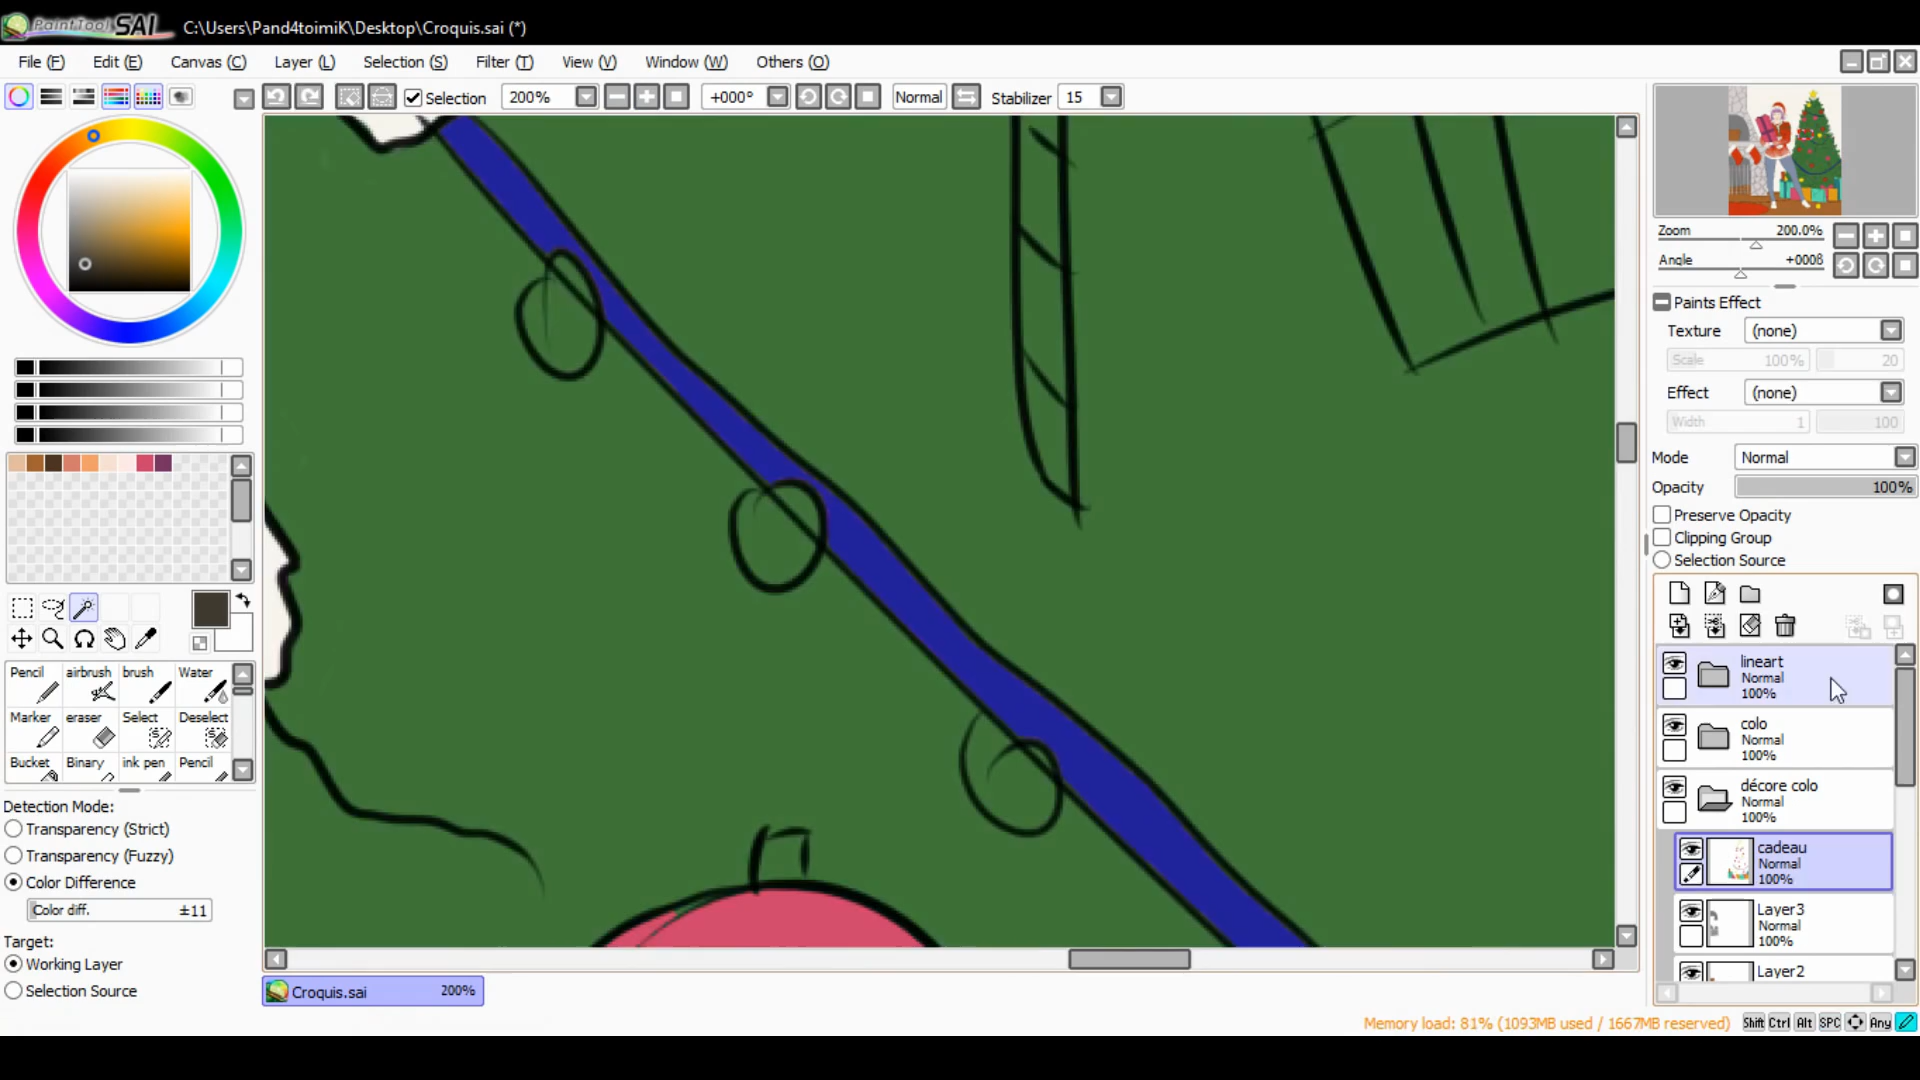 PaintTool SAI C:\Users\Pand4toimiK\Desktop\Croquis.sai (*)
File (F) Edit (E) Canvas (C) Layer (L) Selection (S) Filter (T) View (V) Window (W) Others (O)
Selection 200% +000° Normal Stabilizer 15
Zoom 200.0%
Angle +000ß
Paints Effect
Texture (none)
Scale 100% 20
Effect (none)
Width 1 100
Mode Normal
Opacity 100%
Preserve Opacity
Clipping Group
Selection Source
lineart
Normal
100%
colo
Normal
100%
décore colo
Normal
100%
cadeau
Normal
100%
Layer3
Normal
100%
Layer2
Pencil airbrush brush Water
Marker eraser Select Deselect
Bucket Binary ink pen Pencil
Detection Mode:
Transparency (Strict)
Transparency (Fuzzy)
Color Difference
Color diff. ±11
Target:
Working Layer
Selection Source
Croquis.sai 200%
Memory load: 81% (1093MB used / 1667MB reserved) Shift Ctrl Alt SPC Any